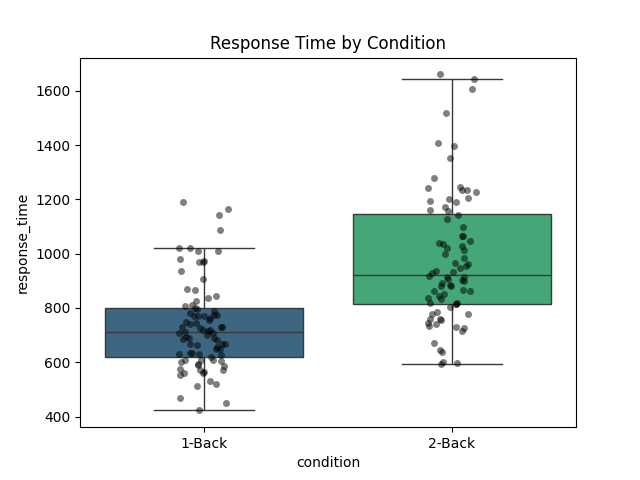 Response Time by Condition
response_time
1600
1400
1200
1000
800
600
400
1-Back
2-Back
condition